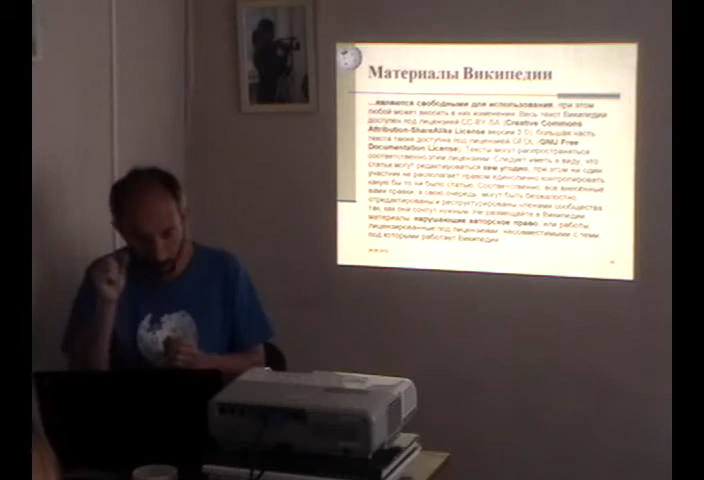 Материалы Википедии
...являются свободными для использования, при этом
любой может вносить в них изменения. Весь текст Википедии
доступен под лицензией CC-BY-SA (Creative Commons
Attribution-ShareAlike License версии 3.0), большая часть
текста также доступна под лицензией GFDL (GNU Free
Documentation License). Тексты могут распространяться
соответственно этим лицензиям. Следует иметь в виду, что
статьи могут редактироваться кем угодно, при этом ни один
участник не располагает правом единолично контролировать
какую бы то ни было статью. Соответственно, все внесённые
вами правки, в свою очередь, могут быть безжалостно
отредактированы и реструктурированы членами сообщества
так, как они сочтут нужным. Не размещайте в Википедии
материалы, нарушающие авторское право, или работы,
лицензированные под лицензиями, несовместимыми с теми,
под которыми работает Википедия